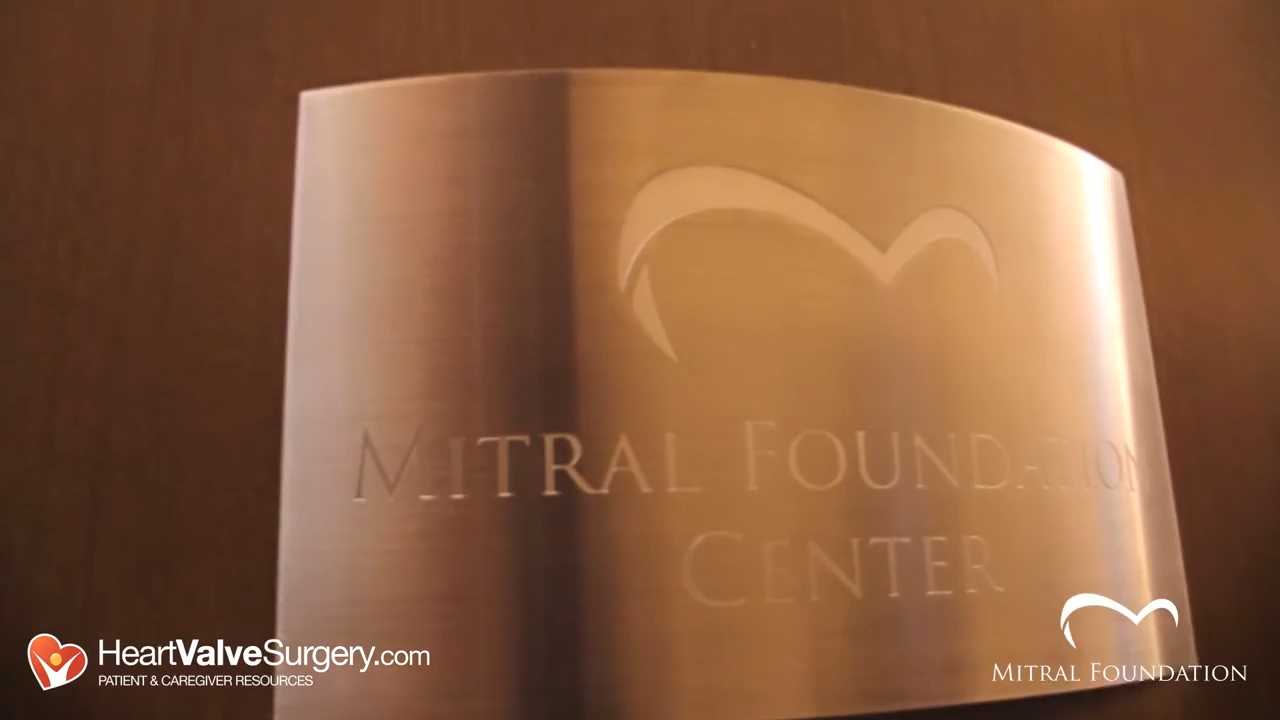 Mitral Foundation
Center
HeartValveSurgery.com
PATIENT & CAREGIVER RESOURCES
Mitral Foundation